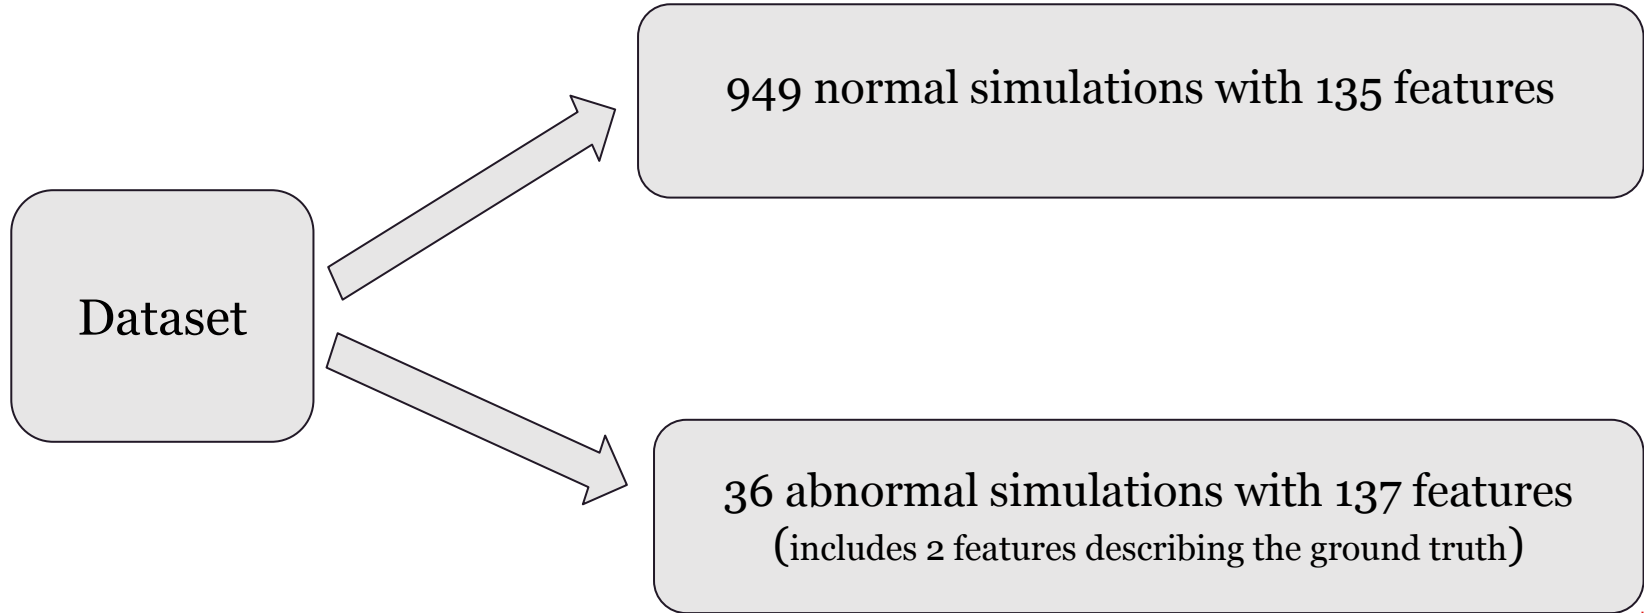 949 normal simulations with 135 features
Dataset
36 abnormal simulations with 137 features
(includes 2 features describing the ground truth)